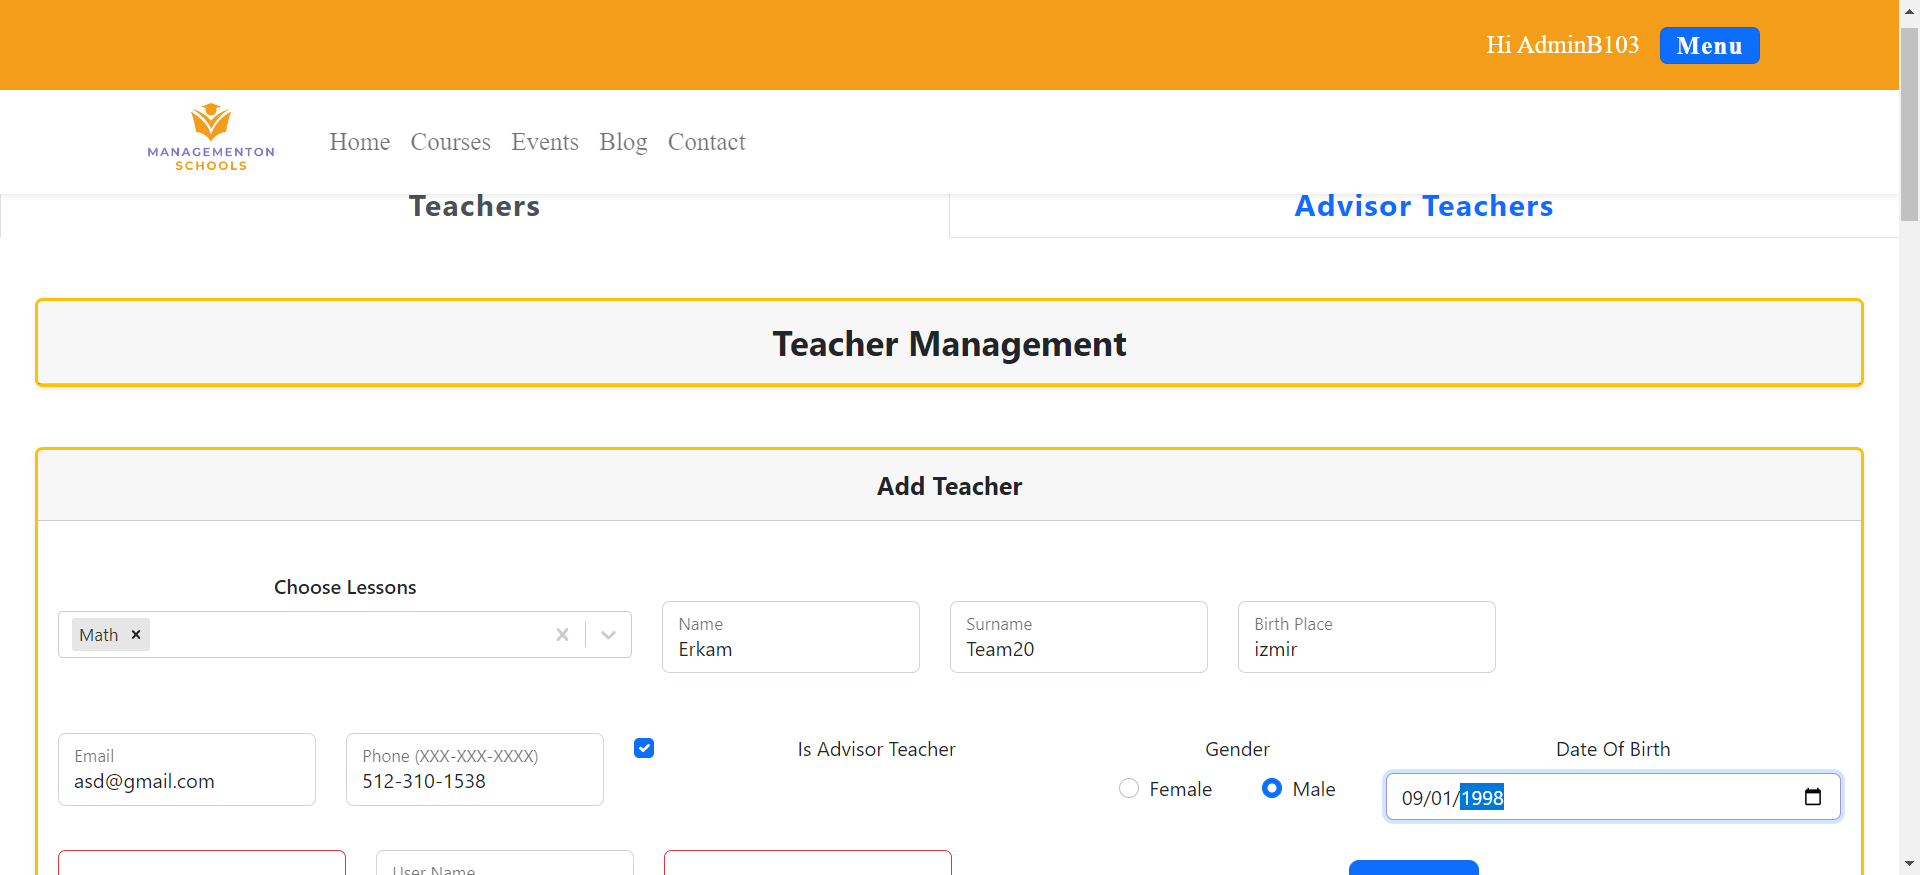 Hi AdminB103 Menu
MANAGEMENTON
SCHOOLS
Home Courses Events Blog Contact
Teachers Advisor Teachers
Teacher Management
Add Teacher
Choose Lessons
Math
Name
Erkam
Surname
Team20
Birth Place
izmir
Email
asd@gmail.com
Phone (XXX-XXX-XXXX)
512-310-1538
Is Advisor Teacher
Gender
Female Male
Date Of Birth
09/01/1998
User Name